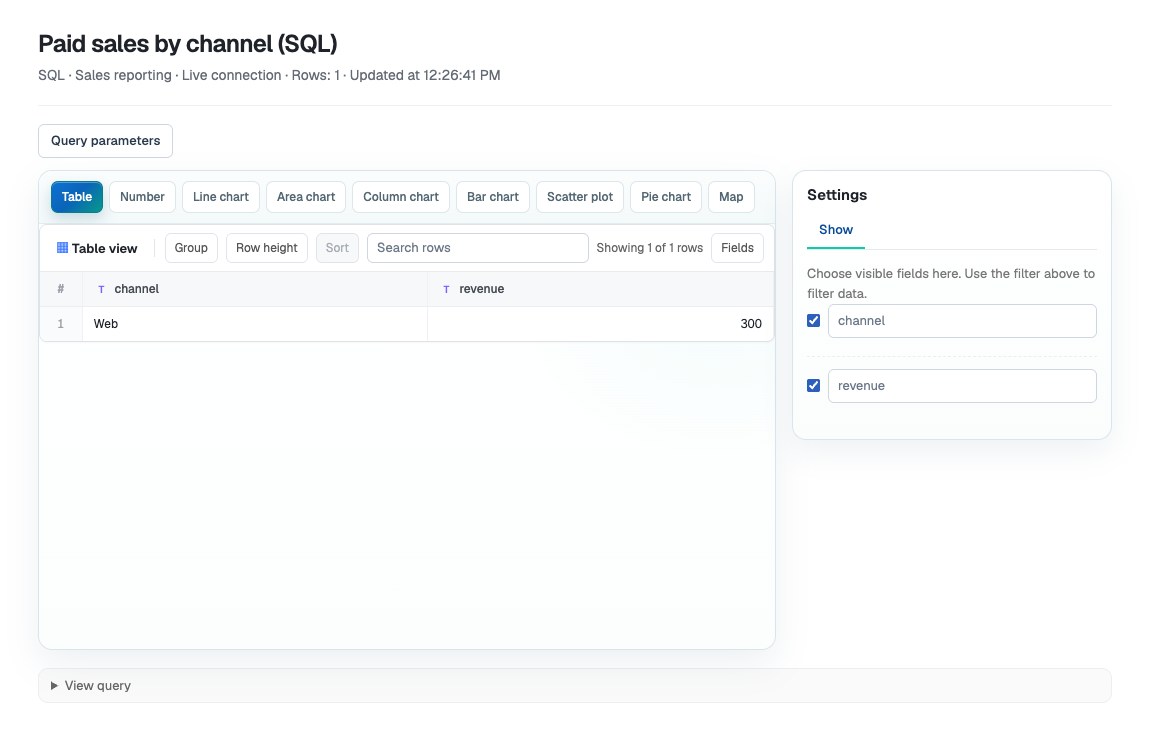 Paid sales by channel (SQL)
SQL · Sales reporting · Live connection · Rows: 1 · Updated at 12:26:41 PM
Query parameters
Table Number Line chart Area chart Column chart Bar chart Scatter plot Pie chart Map
Table view Group Row height Sort Search rows Showing 1 of 1 rows Fields
# T channel T revenue
1 Web 300
Settings
Show
Choose visible fields here. Use the filter above to
filter data.
channel
revenue
View query